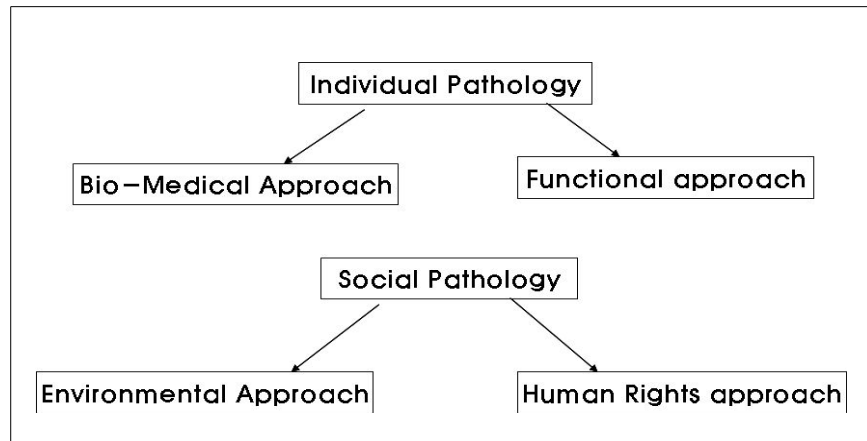 Individual Pathology
Bio-Medical Approach
Functional approach
Social Pathology
Environmental Approach
Human Rights approach